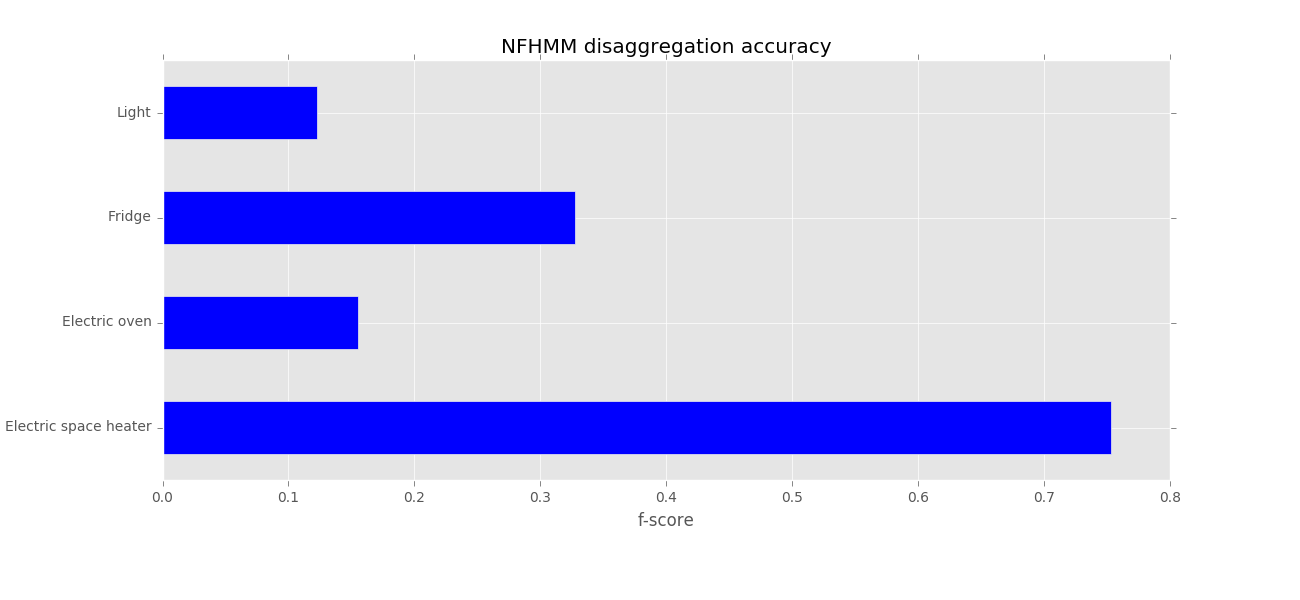 NFHMM disaggregation accuracy
Light
Fridge
Electric oven
Electric space heater
0.0 0.1 0.2 0.3 0.4 0.5 0.6 0.7 0.8
f-score